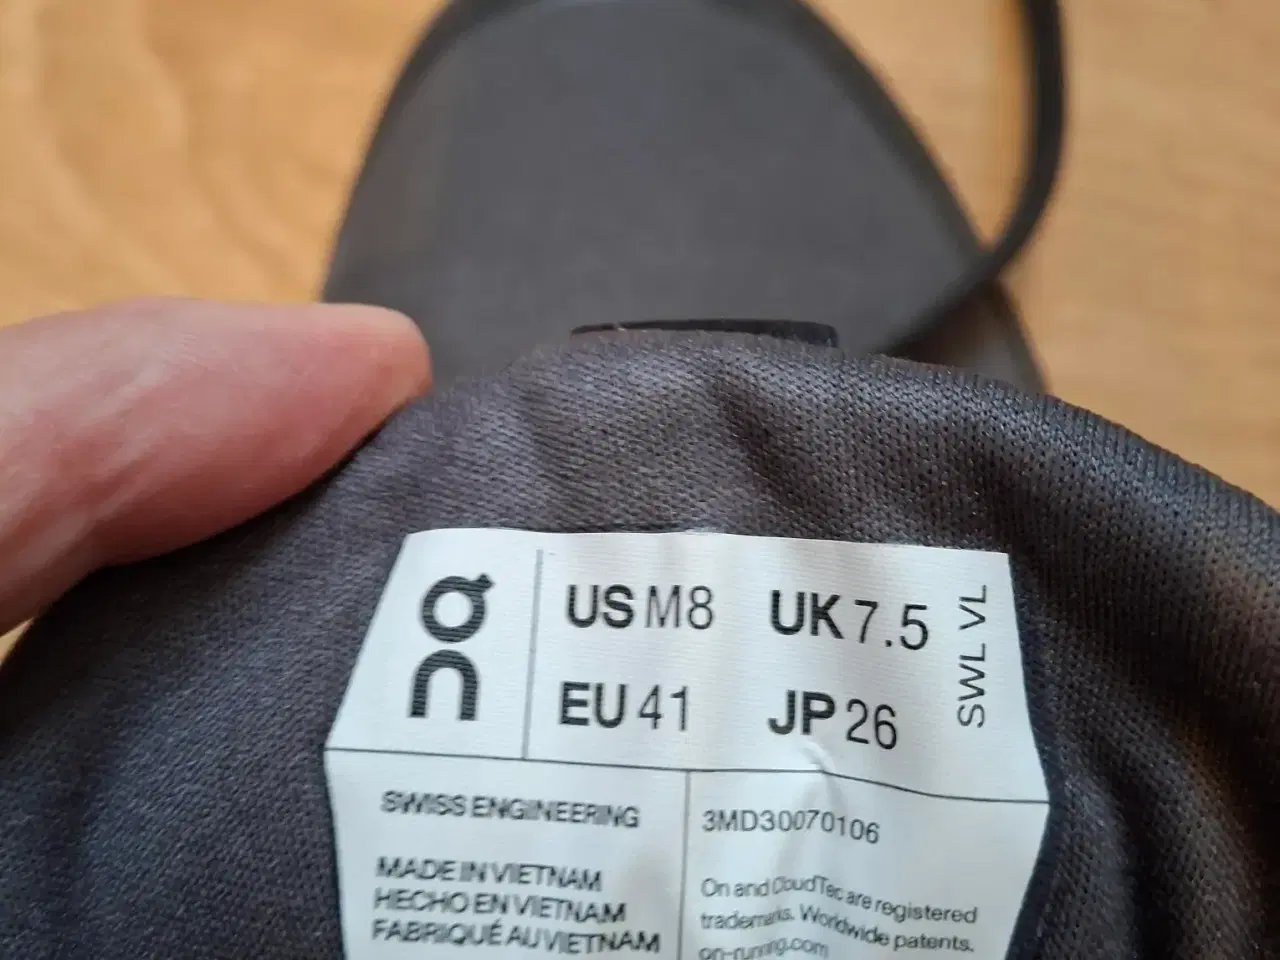 on
US M8 UK 7.5
EU 41 JP 26
SWL VL
SWISS ENGINEERING
MADE IN VIETNAM
HECHO EN VIETNAM
FABRIQUÉ AU VIETNAM
3MD30070106
On and CloudTec are registered
trademarks. Worldwide patents.
on-running.com